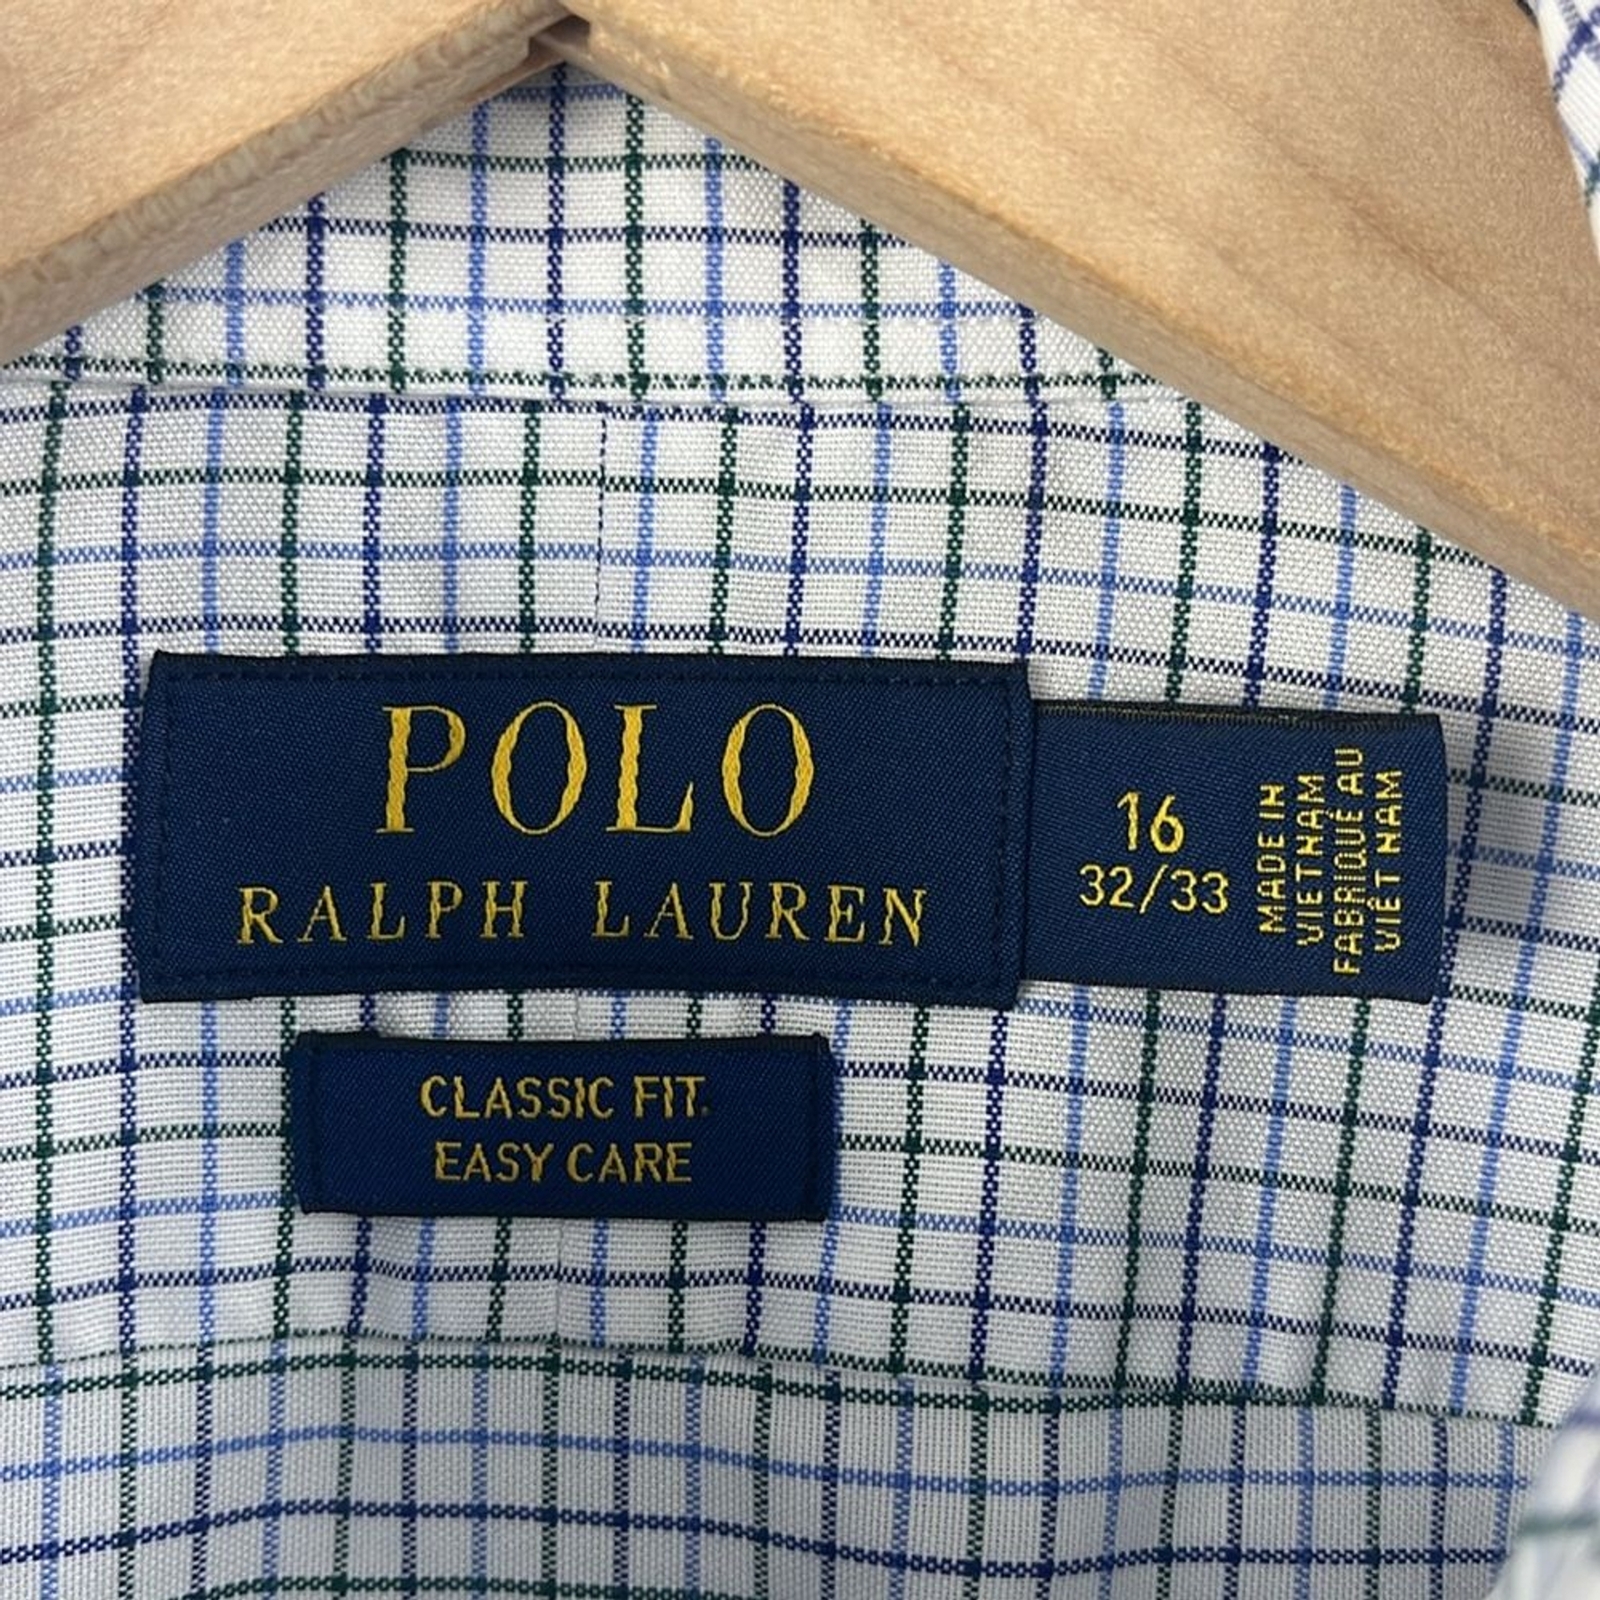 POLO
RALPH LAUREN
16
32/33
MADE IN
VIETNAM
FABRIQUÉ AU
VIÊT NAM
CLASSIC FIT
EASY CARE